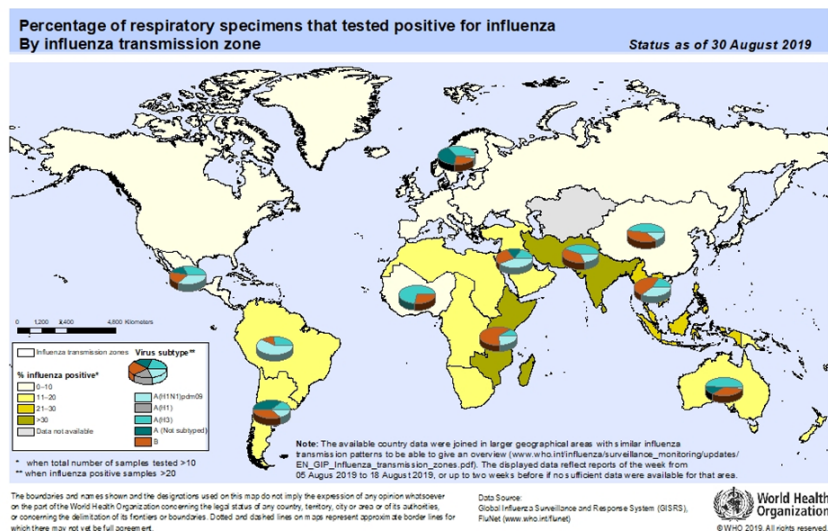 Percentage of respiratory specimens that tested positive for influenza
By influenza transmission zone
Status as of 30 August 2019
0 1,200 2,400 4,800 Kilometers
Influenza transmission zones
Virus subtype**
% influenza positive*
0-10
11-20
21-30
>30
Data not available
A(H1N1)pdm09
A(H1)
A(H3)
A (Not subtyped)
B
* when total number of samples tested >10
** when influenza positive samples >20
Note: The available country data were joined in larger geographical areas with similar influenza
transmission patterns to be able to give an overview (www.who.int/influenza/surveillance_monitoring/updates/
EN_GIP_Influenza_transmission_zones.pdf). The displayed data reflect reports of the week from
05 Augus 2019 to 18 August 2019, or up to two weeks before if no sufficient data were available for that area.
The boundaries and names shown and the designations used on this map do not imply the expression of any opinion whatsoever
on the part of the World Health Organization concerning the legal status of any country, territory, city or area or of its authorities,
or concerning the delimitation of its frontiers or boundaries. Dotted and dashed lines on maps represent approximate border lines for
which there may not yet be full agreement.
Data Source:
Global Influenza Surveillance and Response System (GISRS),
FluNet (www.who.int/flunet)
World Health
Organization
© WHO 2019. All rights reserved.